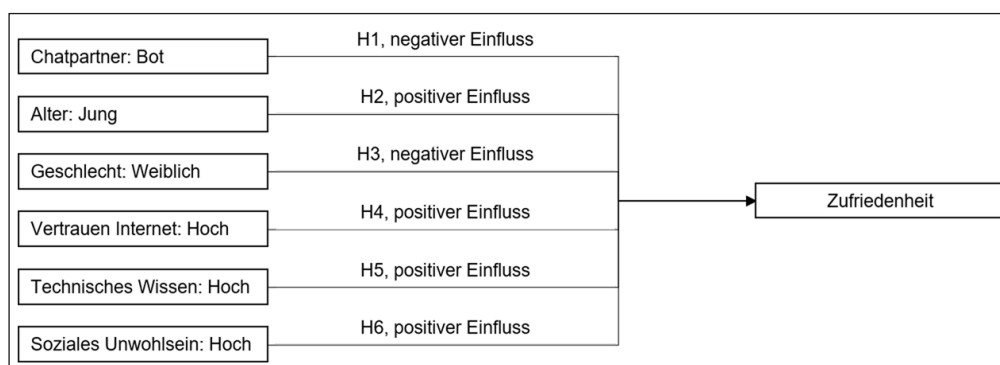 H1, negativer Einfluss
Chatpartner: Bot
H2, positiver Einfluss
Alter: Jung
H3, negativer Einfluss
Geschlecht: Weiblich
Zufriedenheit
H4, positiver Einfluss
Vertrauen Internet: Hoch
H5, positiver Einfluss
Technisches Wissen: Hoch
H6, positiver Einfluss
Soziales Unwohlsein: Hoch